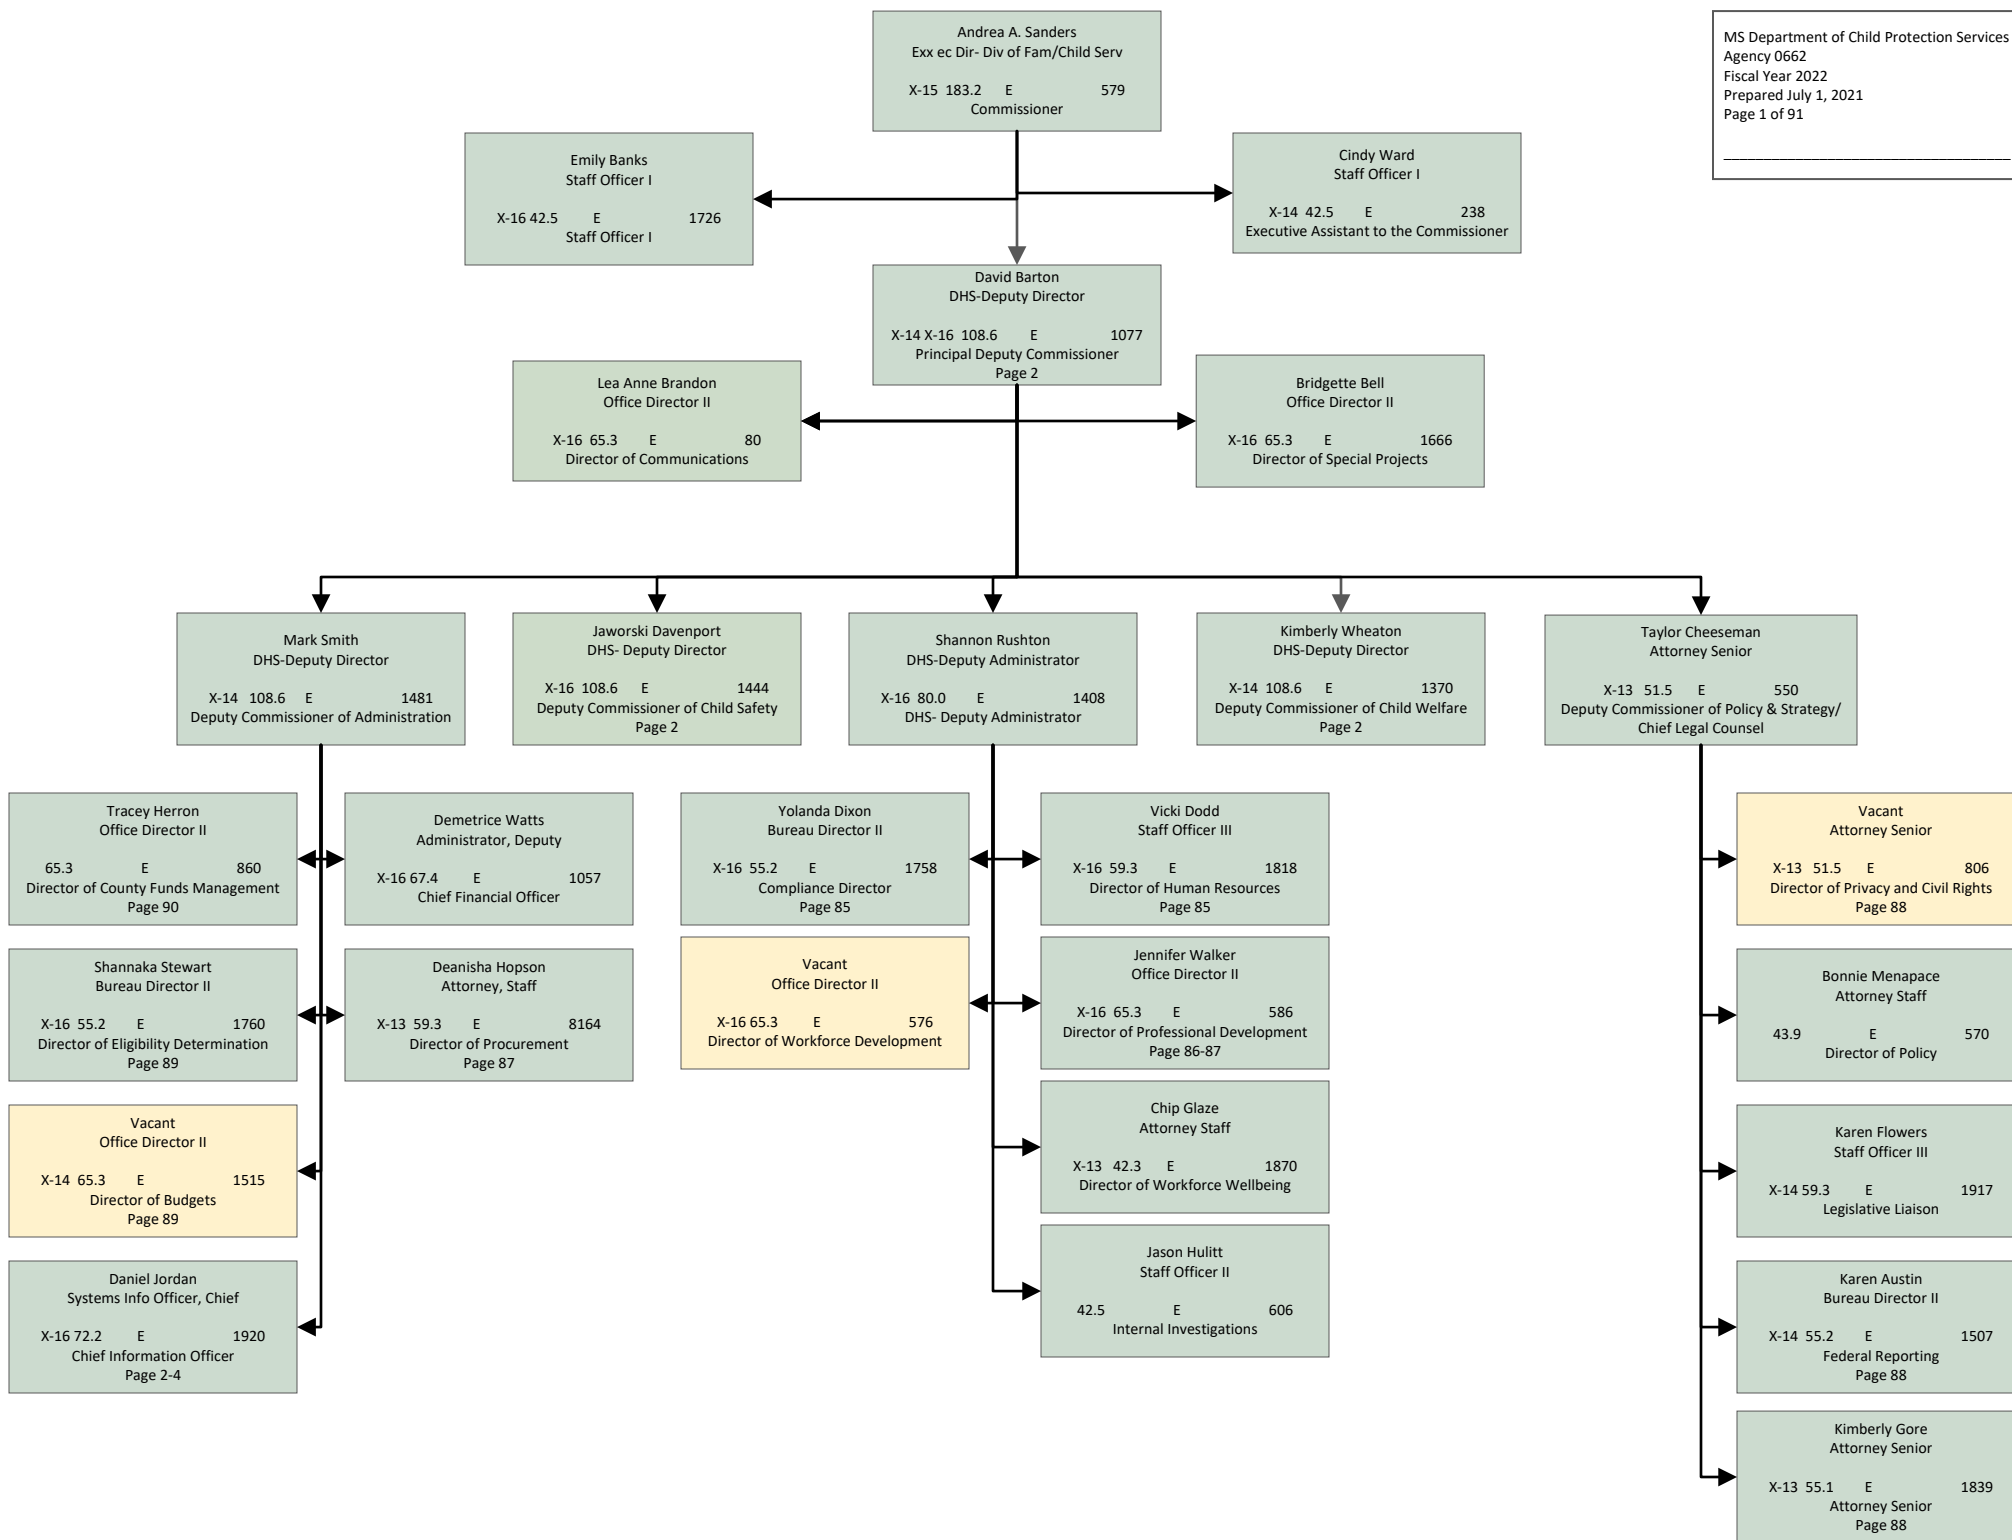 Andrea A. Sanders
Exx ec Dir- Div of Fam/Child Serv
X-15 183.2 E 579
Commissioner
MS Department of Child Protection Services
Agency 0662
Fiscal Year 2022
Prepared July 1, 2021
Page 1 of 91
Emily Banks
Staff Officer I
X-16 42.5 E 1726
Staff Officer I
Cindy Ward
Staff Officer I
X-14 42.5 E 238
Executive Assistant to the Commissioner
David Barton
DHS-Deputy Director
X-14 X-16 108.6 E 1077
Principal Deputy Commissioner
Page 2
Lea Anne Brandon
Office Director II
X-16 65.3 E 80
Director of Communications
Bridgette Bell
Office Director II
X-16 65.3 E 1666
Director of Special Projects
Mark Smith
DHS-Deputy Director
X-14 108.6 E 1481
Deputy Commissioner of Administration
Jaworski Davenport
DHS- Deputy Director
X-16 108.6 E 1444
Deputy Commissioner of Child Safety
Page 2
Shannon Rushton
DHS-Deputy Administrator
X-16 80.0 E 1408
DHS- Deputy Administrator
Kimberly Wheaton
DHS-Deputy Director
X-14 108.6 E 1370
Deputy Commissioner of Child Welfare
Page 2
Taylor Cheeseman
Attorney Senior
X-13 51.5 E 550
Deputy Commissioner of Policy & Strategy/
Chief Legal Counsel
Tracey Herron
Office Director II
65.3 E 860
Director of County Funds Management
Page 90
Demetrice Watts
Administrator, Deputy
X-16 67.4 E 1057
Chief Financial Officer
Yolanda Dixon
Bureau Director II
X-16 55.2 E 1758
Compliance Director
Page 85
Vicki Dodd
Staff Officer III
X-16 59.3 E 1818
Director of Human Resources
Page 85
Vacant
Attorney Senior
X-13 51.5 E 806
Director of Privacy and Civil Rights
Page 88
Shannaka Stewart
Bureau Director II
X-16 55.2 E 1760
Director of Eligibility Determination
Page 89
Deanisha Hopson
Attorney, Staff
X-13 59.3 E 8164
Director of Procurement
Page 87
Vacant
Office Director II
X-16 65.3 E 576
Director of Workforce Development
Jennifer Walker
Office Director II
X-16 65.3 E 586
Director of Professional Development
Page 86-87
Bonnie Menapace
Attorney Staff
43.9 E 570
Director of Policy
Vacant
Office Director II
X-14 65.3 E 1515
Director of Budgets
Page 89
Chip Glaze
Attorney Staff
X-13 42.3 E 1870
Director of Workforce Wellbeing
Karen Flowers
Staff Officer III
X-14 59.3 E 1917
Legislative Liaison
Daniel Jordan
Systems Info Officer, Chief
X-16 72.2 E 1920
Chief Information Officer
Page 2-4
Jason Hulitt
Staff Officer II
42.5 E 606
Internal Investigations
Karen Austin
Bureau Director II
X-14 55.2 E 1507
Federal Reporting
Page 88
Kimberly Gore
Attorney Senior
X-13 55.1 E 1839
Attorney Senior
Page 88